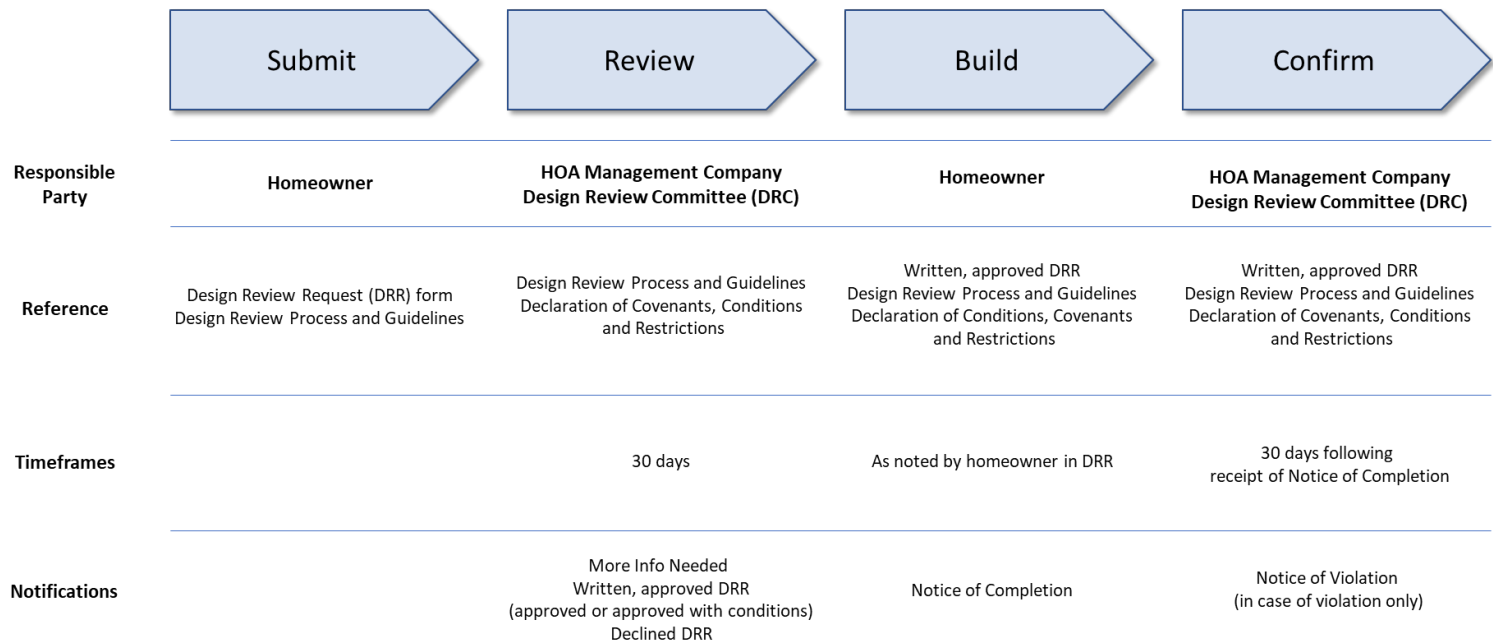 Submit
Review
Build
Confirm
Responsible
Party
Homeowner
HOA Management Company
Design Review Committee (DRC)
Homeowner
HOA Management Company
Design Review Committee (DRC)
Reference
Design Review Request (DRR) form
Design Review Process and Guidelines
Design Review Process and Guidelines
Declaration of Covenants, Conditions
and Restrictions
Written, approved DRR
Design Review Process and Guidelines
Declaration of Conditions, Covenants
and Restrictions
Written, approved DRR
Design Review Process and Guidelines
Declaration of Covenants, Conditions
and Restrictions
Timeframes
30 days
As noted by homeowner in DRR
30 days following
receipt of Notice of Completion
Notifications
More Info Needed
Written, approved DRR
(approved or approved with conditions)
Declined DRR
Notice of Completion
Notice of Violation
(in case of violation only)